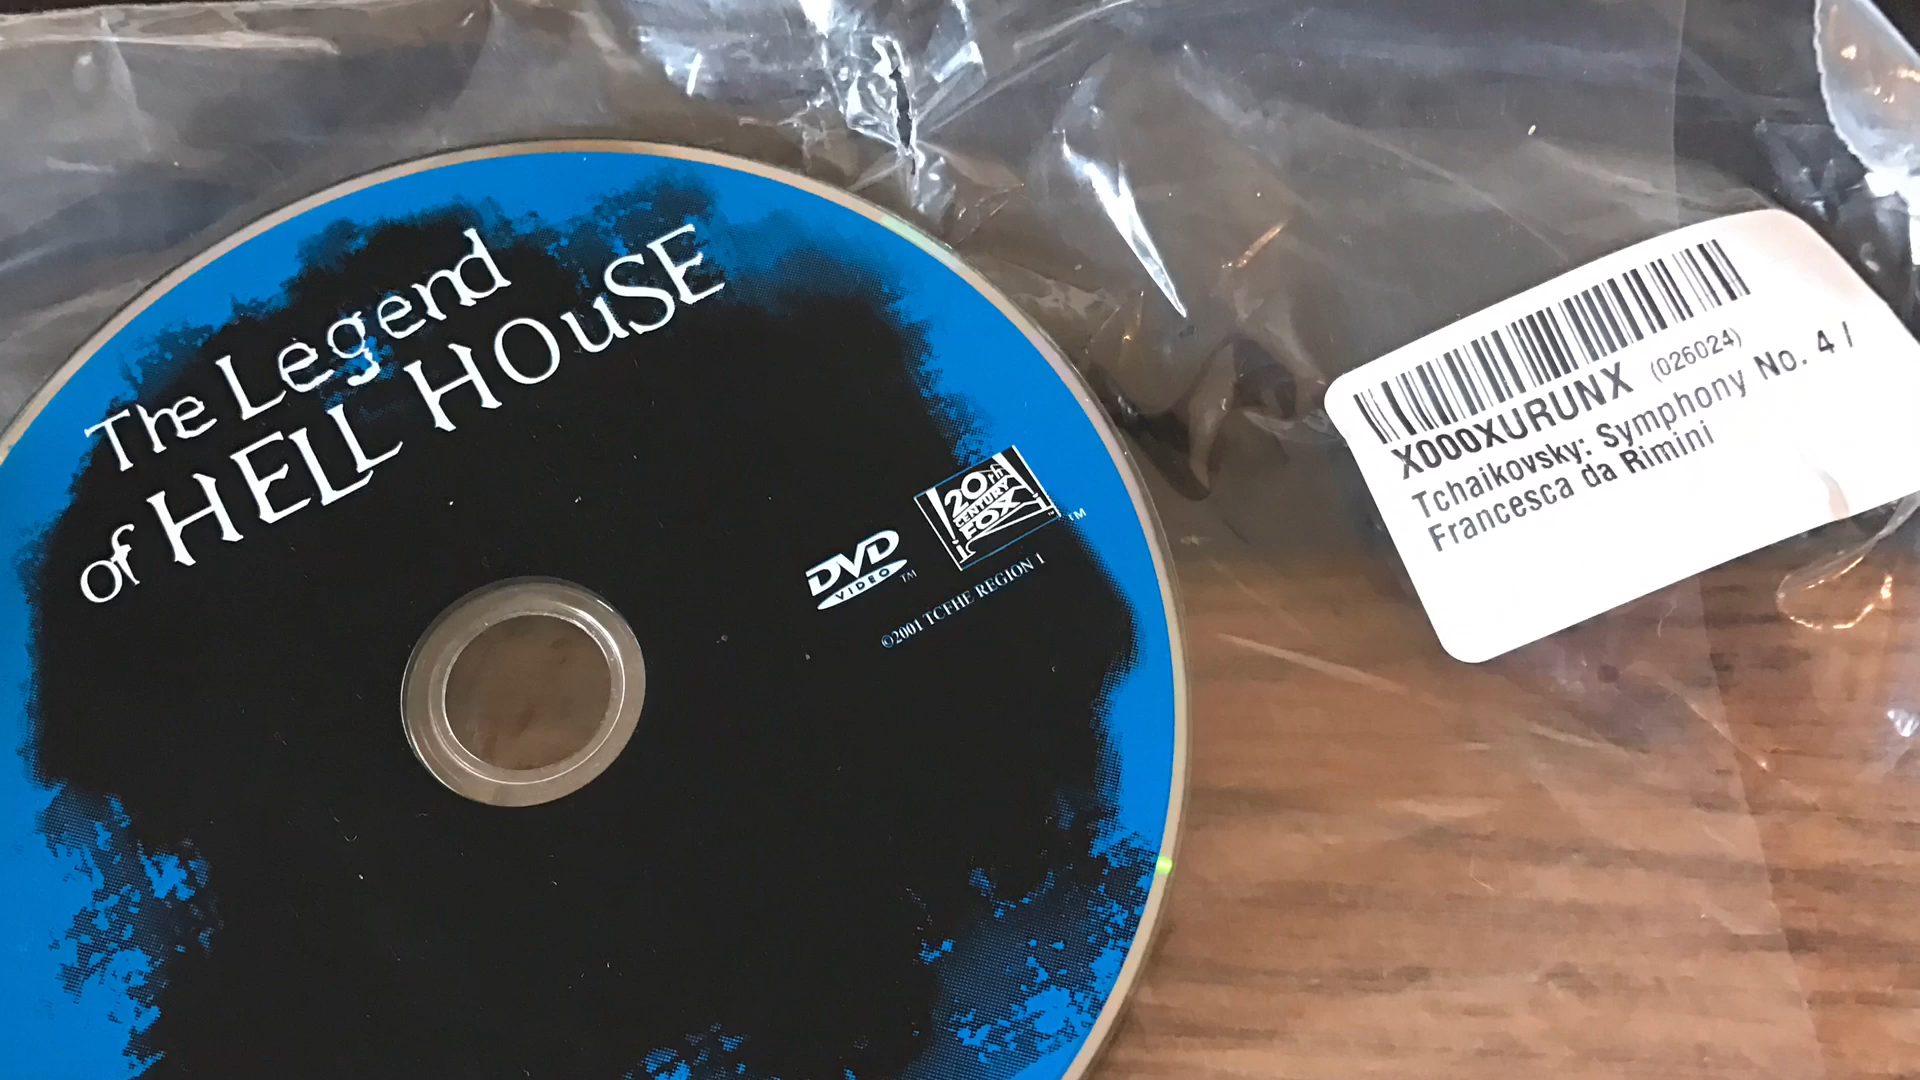 The Legend
of HELL HOuSE
DVD
VIDEO ™
20th
CENTURY
FOX
™
©2001 TCFHE REGION 1
X000XURUNX (026024)
Tchaikovsky: Symphony No. 4 /
Francesca da Rimini